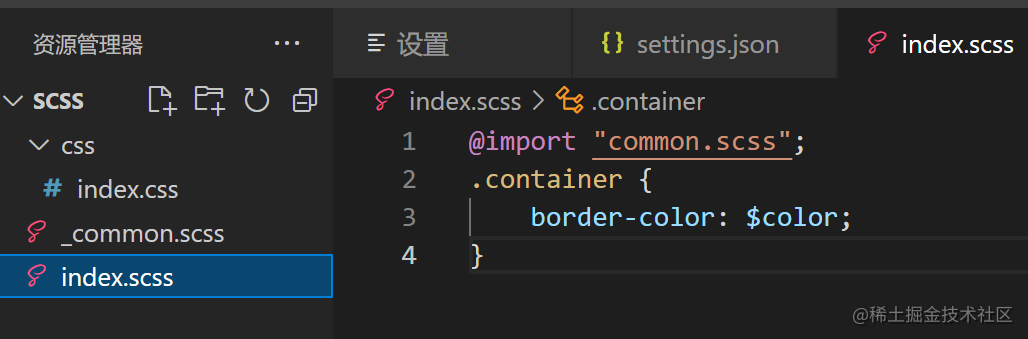 资源管理器 ···
SCSS
css
# index.css
_common.scss
index.scss
设置
{} settings.json
index.scss
index.scss > .container
1 @import "common.scss";
2 .container {
3 border-color: $color;
4 }
@稀土掘金技术社区